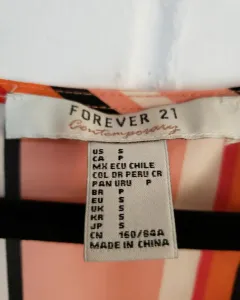 FOREVER 21
Contemporary
US S
CA P
MX ECU CHILE
COL DR PERU CR
PAN URU P
BR P
EU S
UK S
KR S
JP S
CN 160/84A
MADE IN CHINA